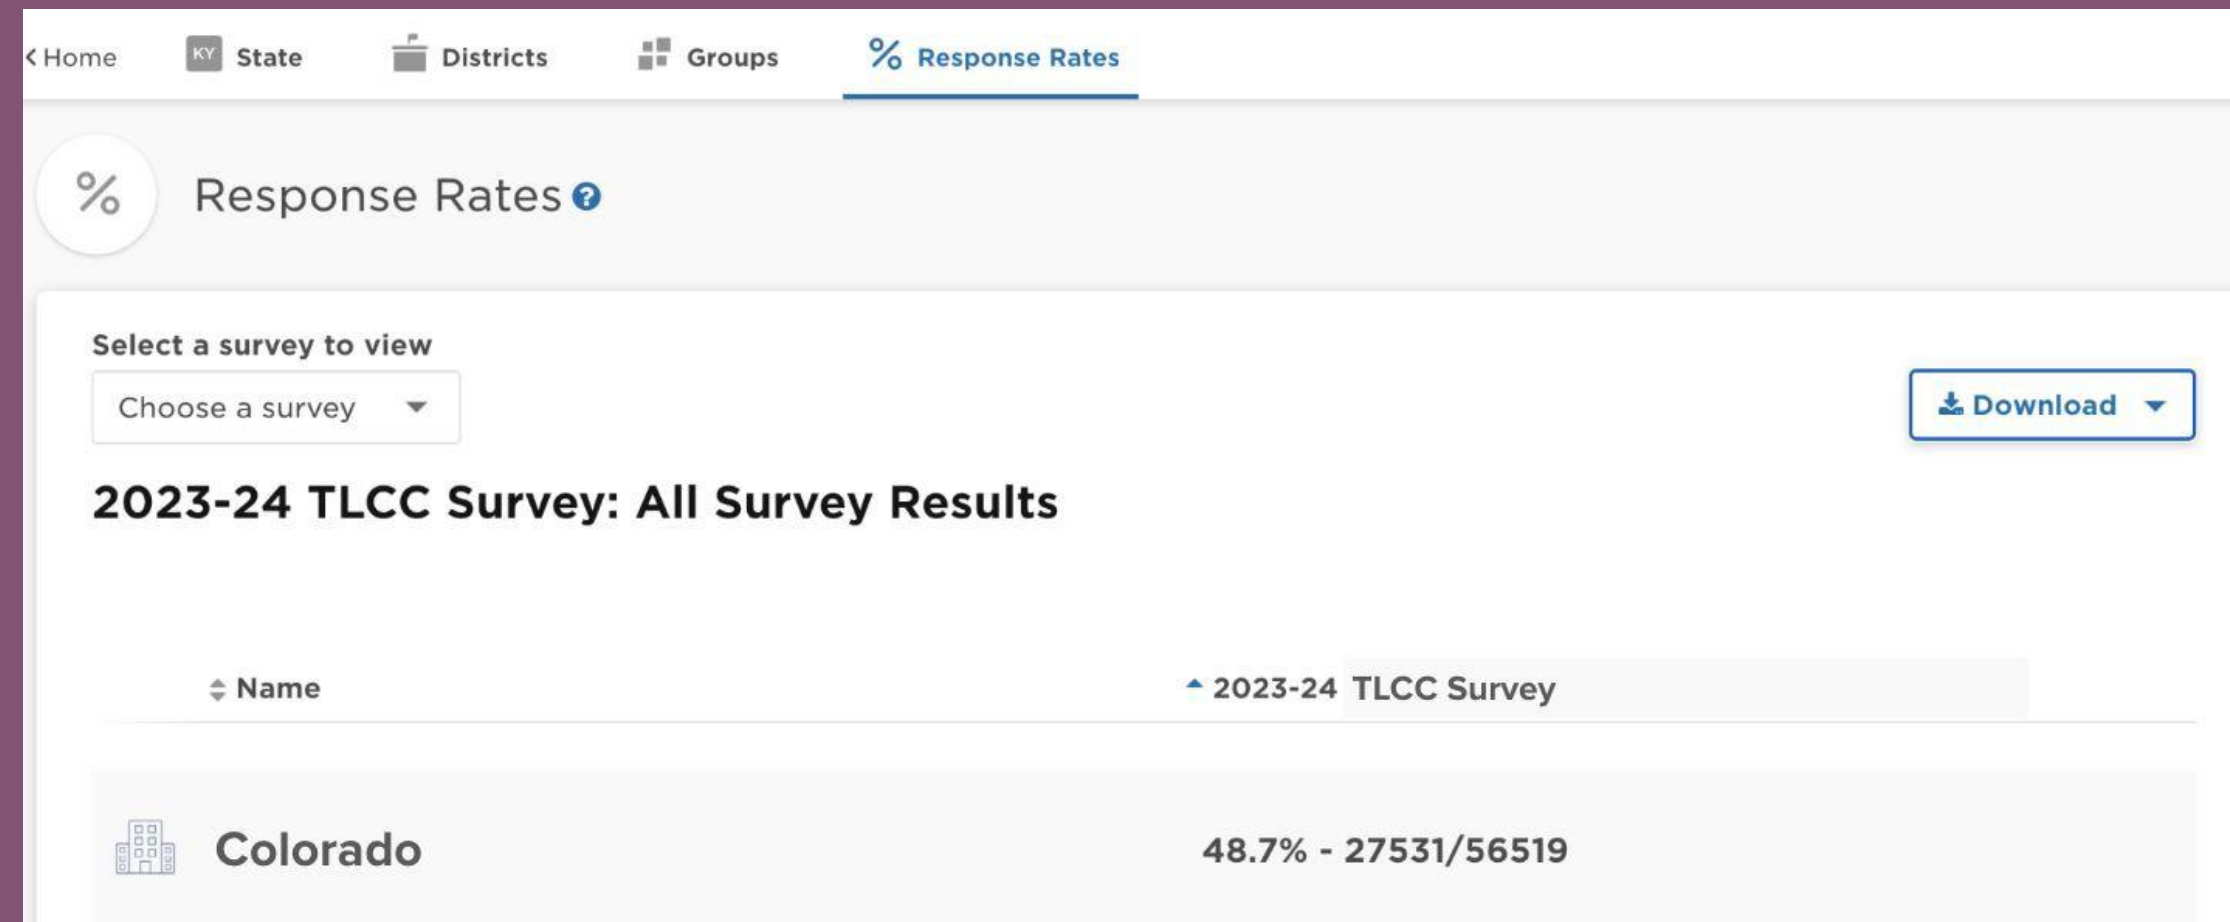 Home KY State Districts Groups % Response Rates
% Response Rates ?
Select a survey to view
Choose a survey
Download
2023-24 TLCC Survey: All Survey Results
Name 2023-24 TLCC Survey
Colorado 48.7% - 27531/56519